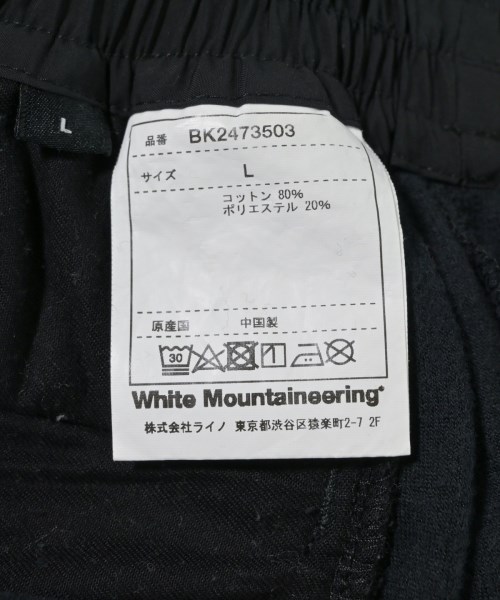 L
品番 BK2473503
サイズ L
コットン 80%
ポリエステル 20%
原産国 中国製
30
White Mountaineering®
株式会社ライノ 東京都渋谷区猿楽町2-7 2F